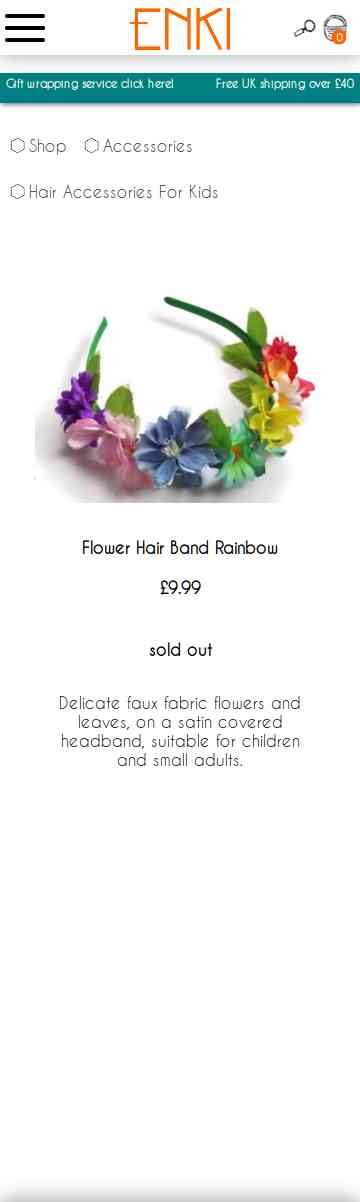 ENKI
0
Gift wrapping service click here! Free UK shipping over £40
Shop Accessories
Hair Accessories For Kids
Flower Hair Band Rainbow
£9.99
sold out
Delicate faux fabric flowers and
leaves, on a satin covered
headband, suitable for children
and small adults.